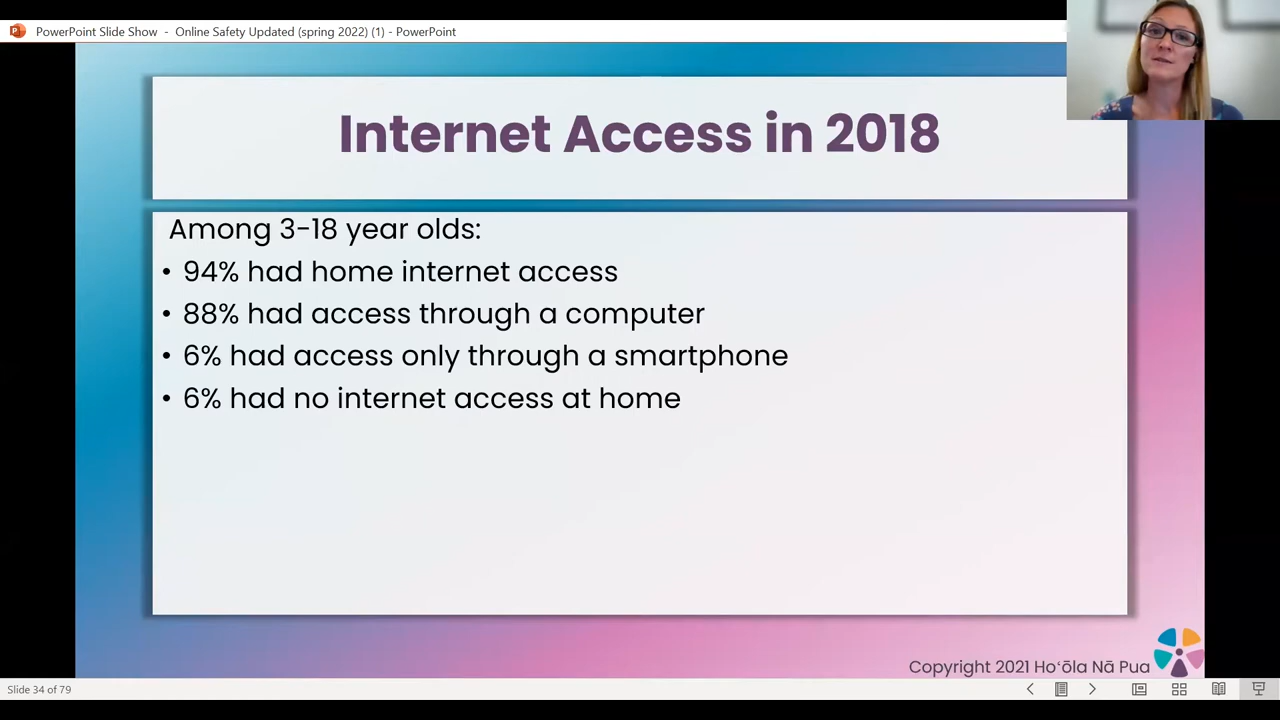 PowerPoint Slide Show - Online Safety Updated (spring 2022) (1) - PowerPoint
Internet Access in 2018
Among 3-18 year olds:
• 94% had home internet access
• 88% had access through a computer
• 6% had access only through a smartphone
• 6% had no internet access at home
Copyright 2021 Hoʻōla Nā Pua
Slide 34 of 79